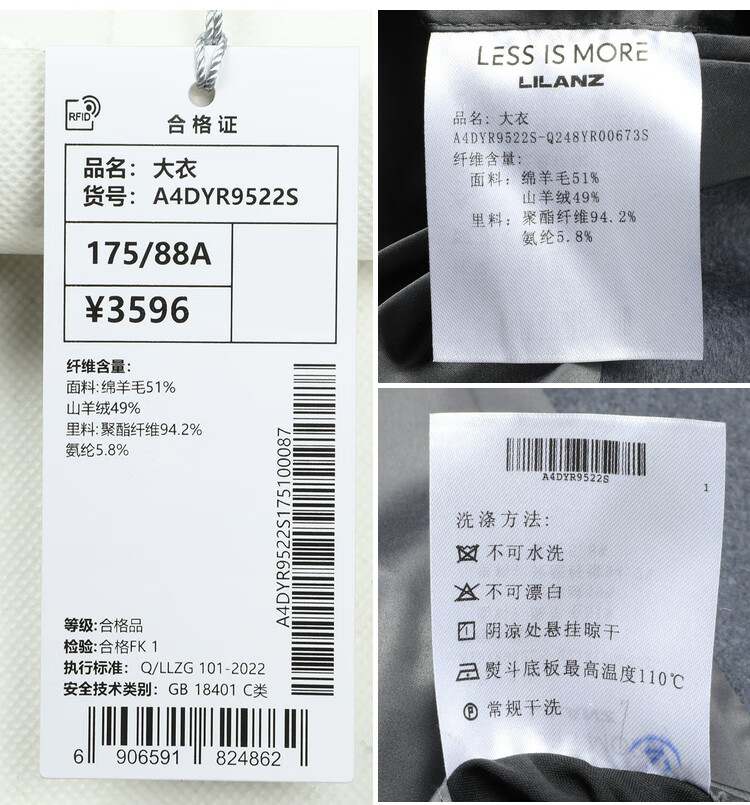 RFID
合格证
品名：大衣
货号：A4DYR9522S
175/88A
¥3596
纤维含量:
面料:绵羊毛51%
山羊绒49%
里料:聚酯纤维94.2%
氨纶5.8%
A4DYR9522S175100087
等级:合格品
检验:合格FK 1
执行标准： Q/LLZG 101-2022
安全技术类别： GB 18401 C类
6 906591 824862
LESS IS MORE
LILANZ
品名：大衣
A4DYR9522S-Q248YR00673S
纤维含量:
面料：绵羊毛51%
山羊绒49%
里料：聚酯纤维94.2%
氨纶5.8%
A4DYR9522S
1
洗涤方法:
不可水洗
不可漂白
阴凉处悬挂晾干
熨斗底板最高温度110℃
P 常规干洗